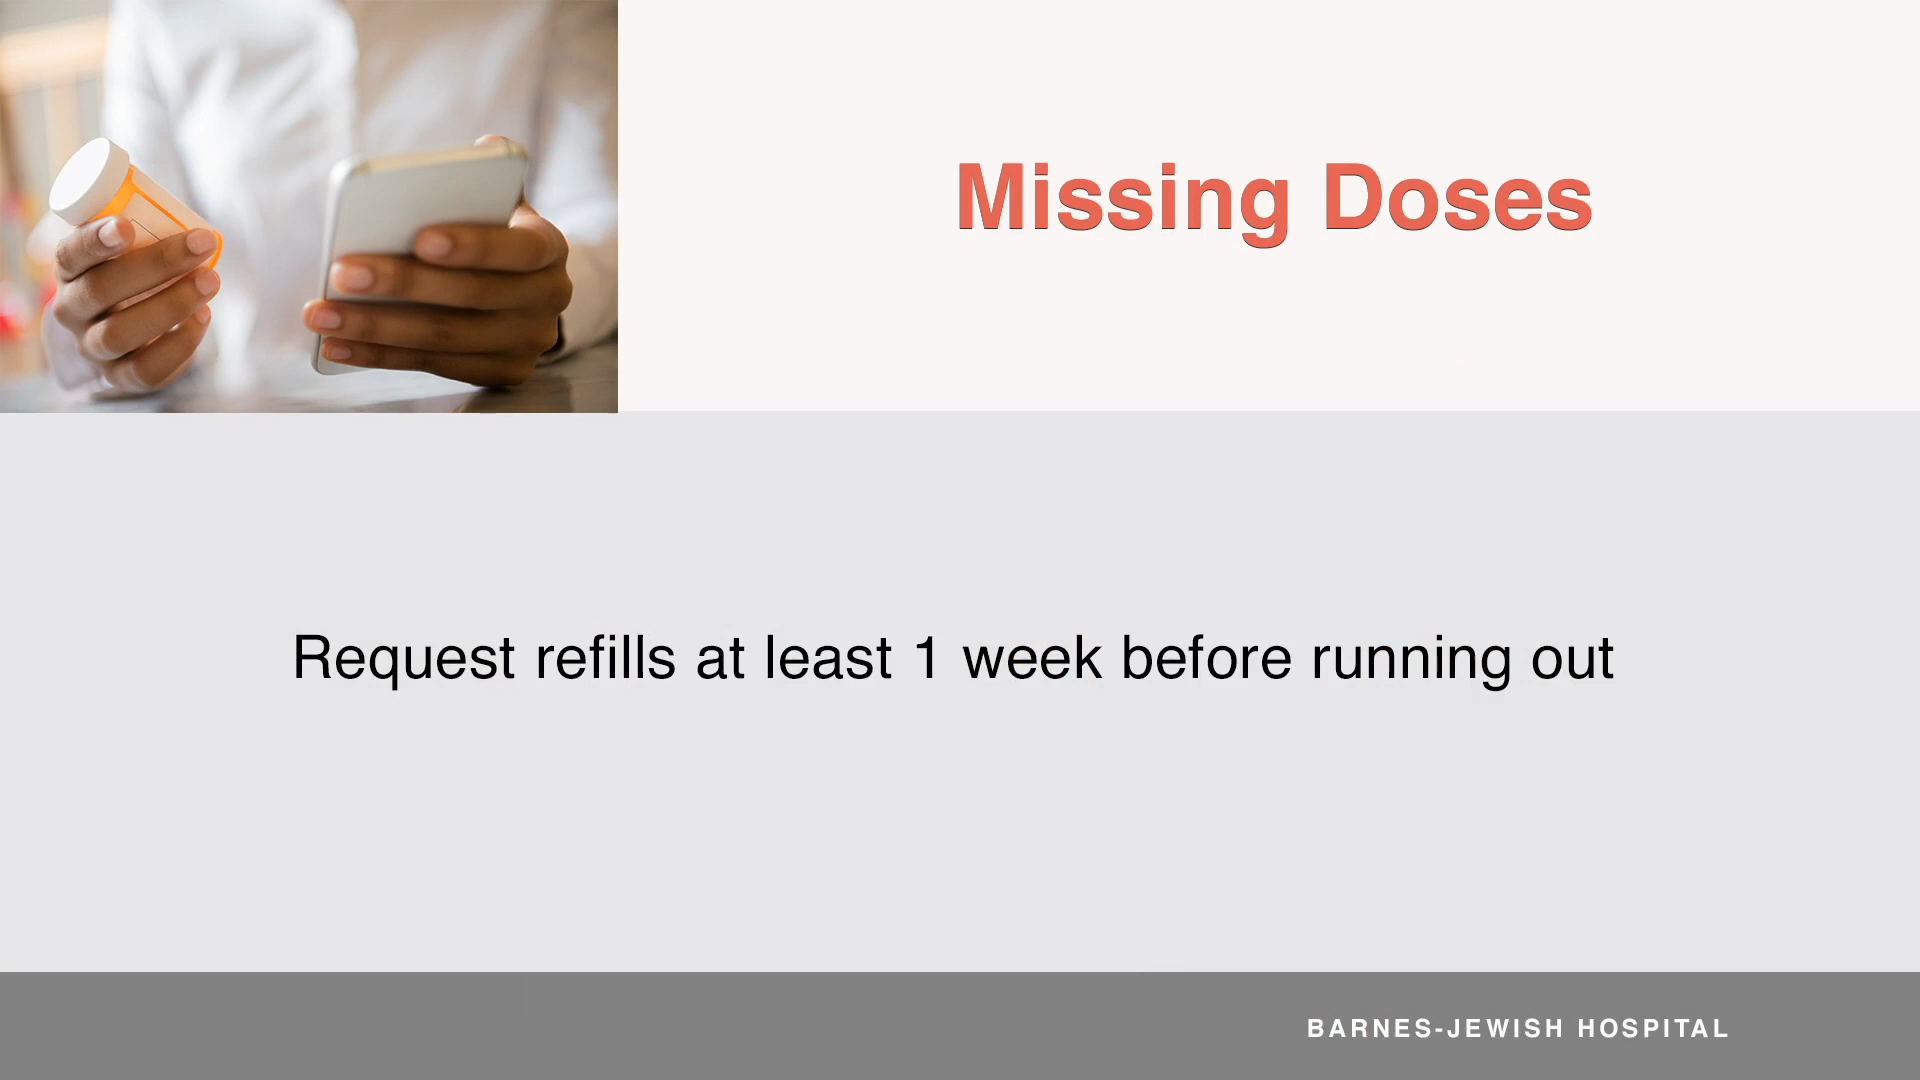 Missing Doses
Request refills at least 1 week before running out
BARNES-JEWISH HOSPITAL